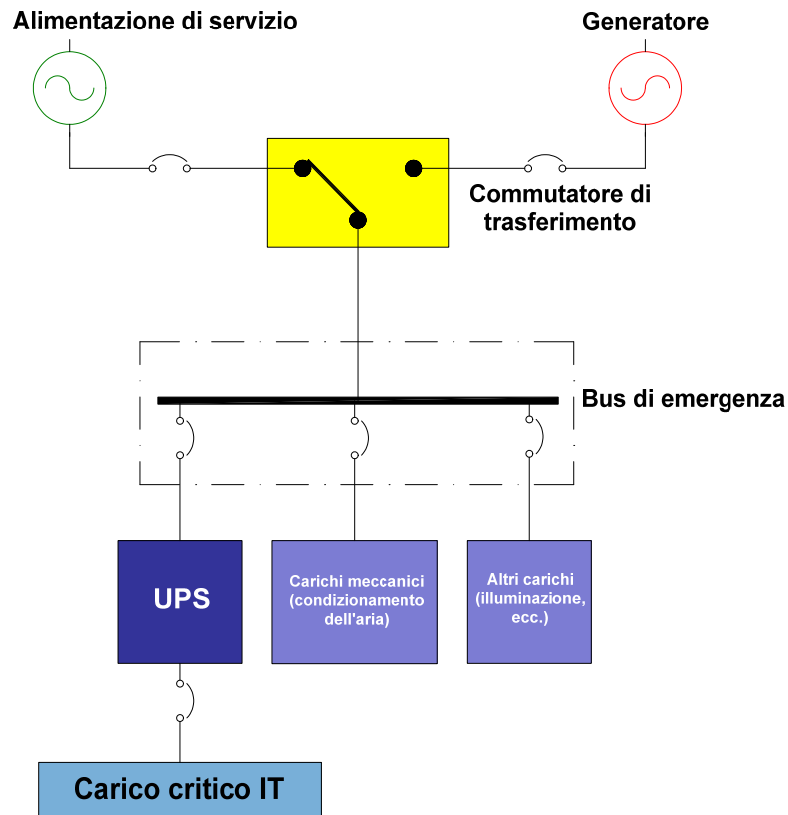 Alimentazione di servizio
Generatore
Commutatore di
trasferimento
Bus di emergenza
UPS
Carichi meccanici
(condizionamento
dell'aria)
Altri carichi
(illuminazione,
ecc.)
Carico critico IT